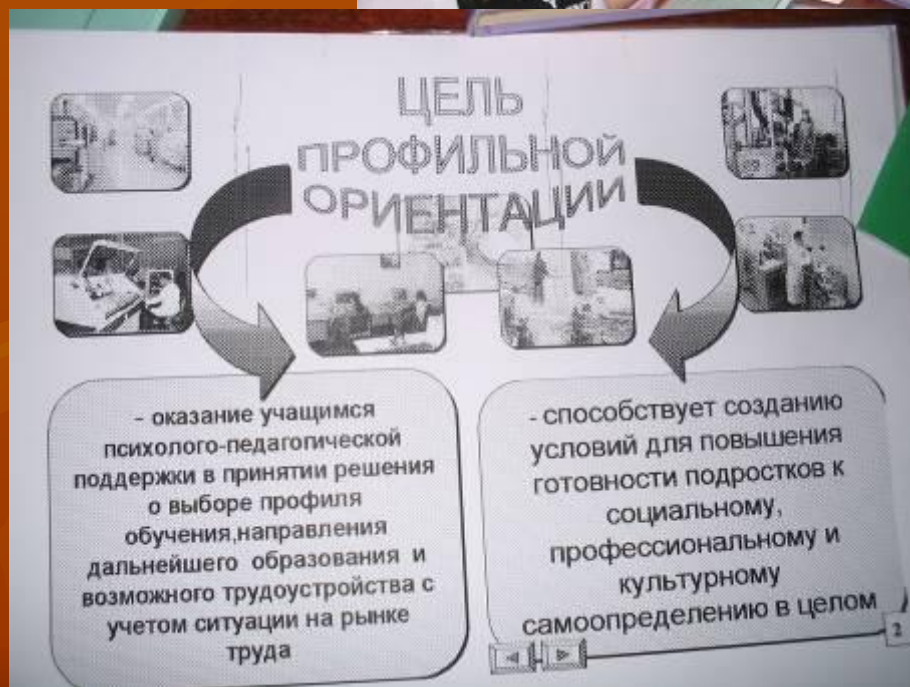 ЦЕЛЬ
ПРОФИЛЬНОЙ
ОРИЕНТАЦИИ
- оказание учащимся
психолого-педагогической
поддержки в принятии решения
о выборе профиля
обучения,направления
дальнейшего образования и
возможного трудоустройства с
учетом ситуации на рынке
труда
- способствует созданию
условий для повышения
готовности подростков к
социальному,
профессиональному и
культурному
самоопределению в целом
2